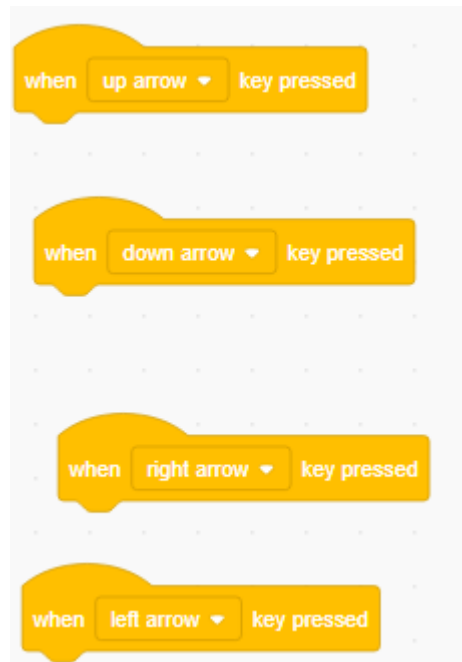 when up arrow key pressed
when down arrow key pressed
when right arrow key pressed
when left arrow key pressed